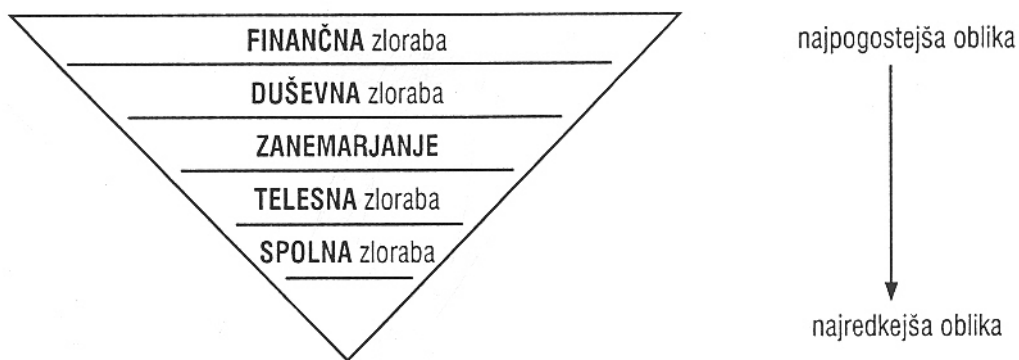 FINANČNA zloraba
DUŠEVNA zloraba
ZANEMARJANJE
TELESNA zloraba
SPOLNA zloraba
najpogostejša oblika
najredkejša oblika